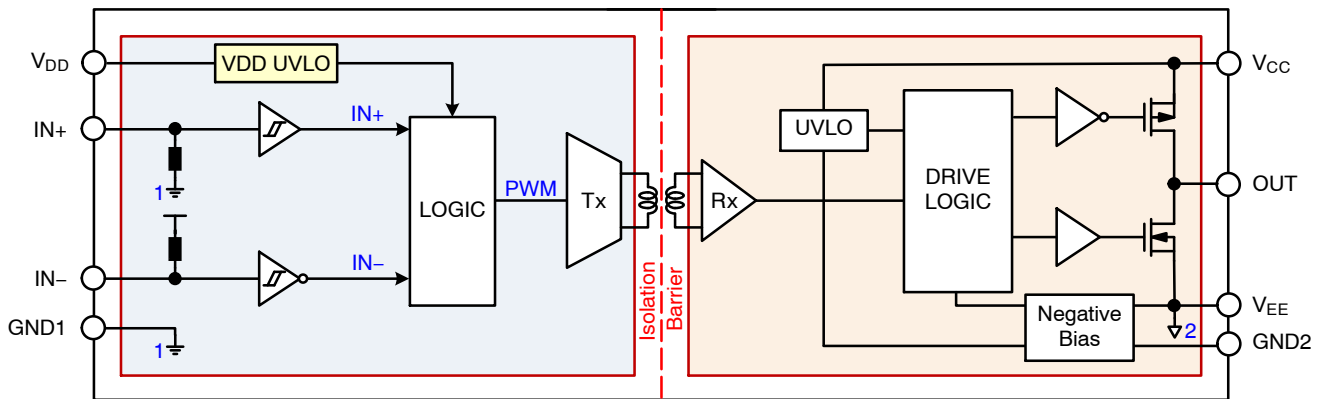 VDD
VDD UVLO
VCC
IN+
IN+
UVLO
1
PWM
LOGIC
Tx
Rx
DRIVE
LOGIC
OUT
IN−
IN−
Isolation
Barrier
GND1
1
Negative
Bias
VEE
2
GND2